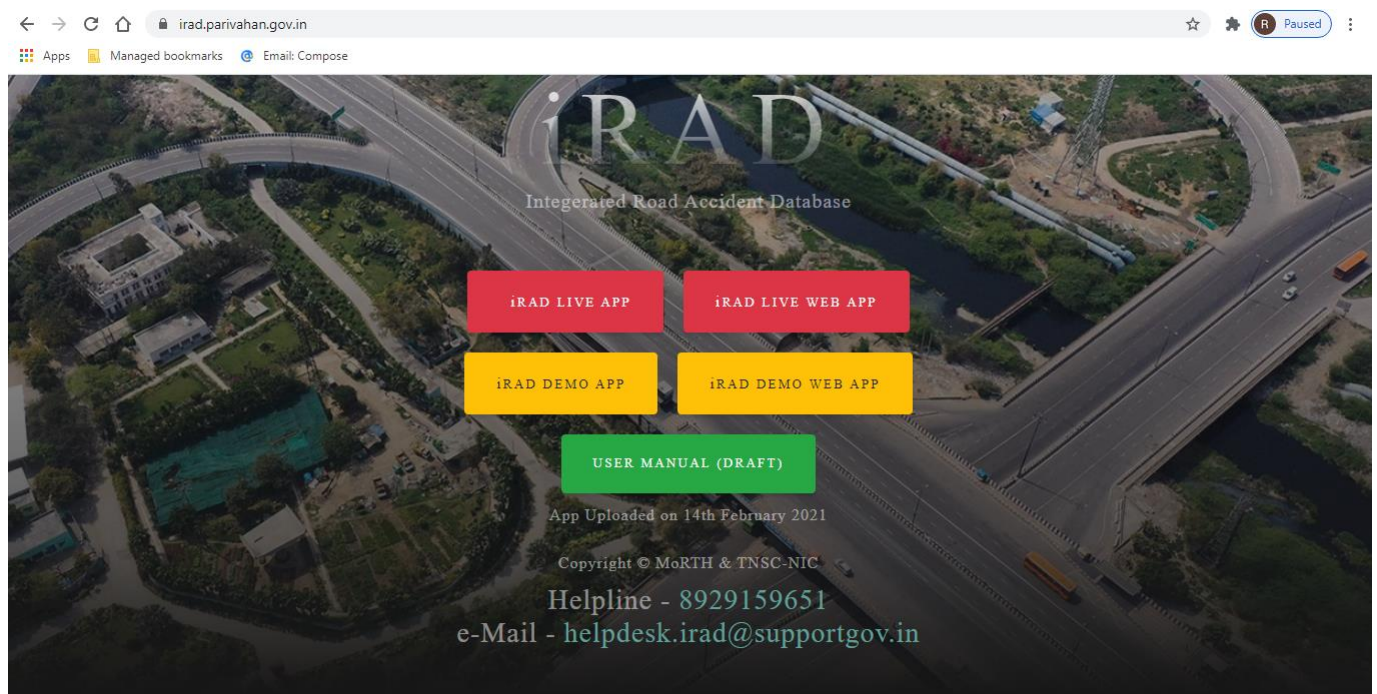 irad.parivahan.gov.in
R Paused
Apps Managed bookmarks Email: Compose
iRAD
Integerated Road Accident Database
iRAD LIVE APP iRAD LIVE WEB APP
iRAD DEMO APP iRAD DEMO WEB APP
USER MANUAL (DRAFT)
App Uploaded on 14th February 2021
Copyright © MoRTH & TNSC-NIC
Helpline - 8929159651
e-Mail - helpdesk.irad@supportgov.in